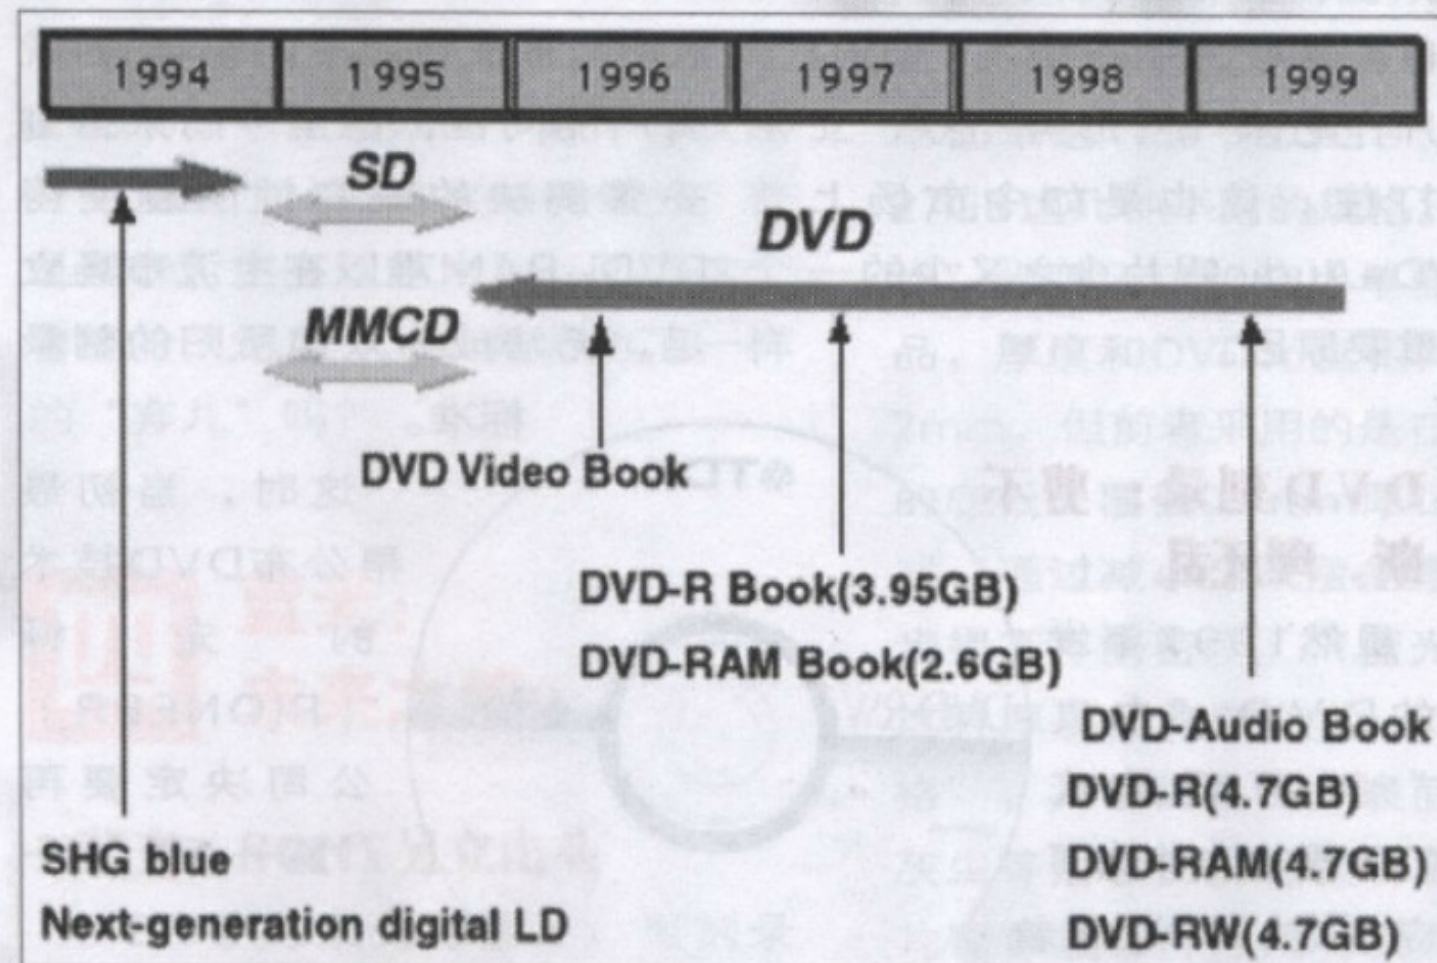 1994 1995 1996 1997 1998 1999
SD
DVD
MMCD
DVD Video Book
DVD-R Book(3.95GB)
DVD-RAM Book(2.6GB)
DVD-Audio Book
DVD-R(4.7GB)
SHG blue
DVD-RAM(4.7GB)
Next-generation digital LD
DVD-RW(4.7GB)